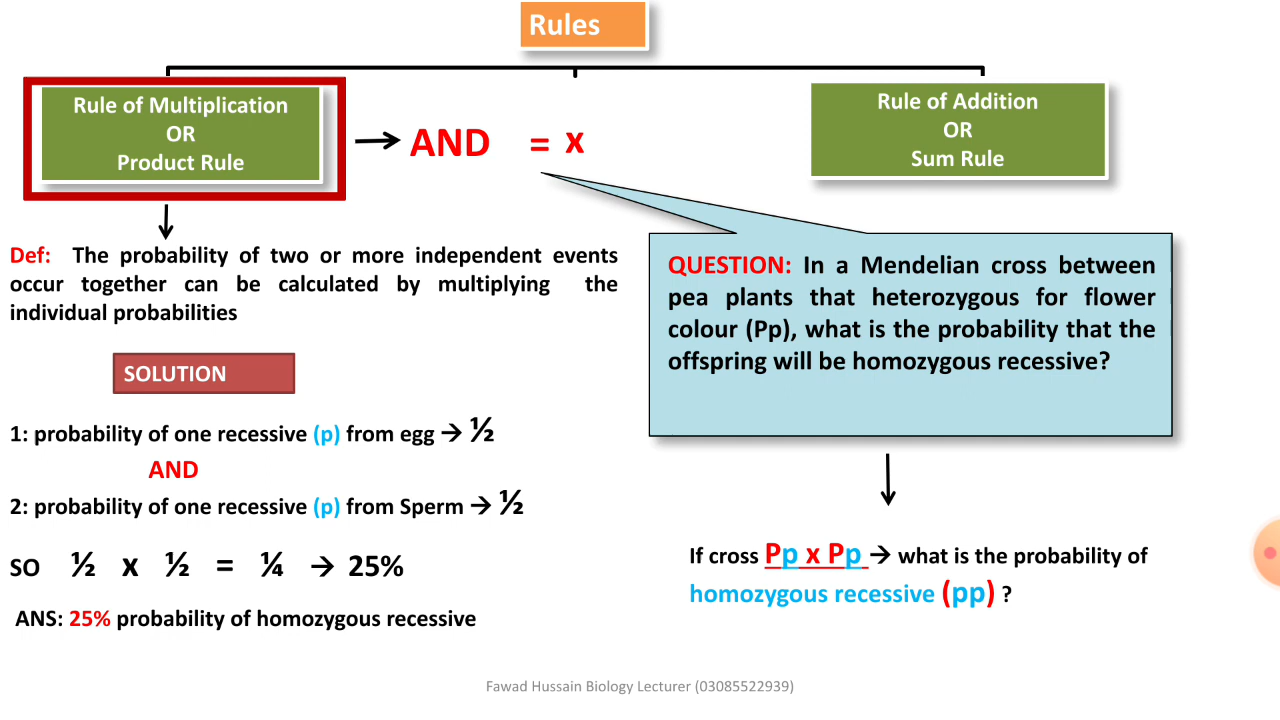 Rules
Rule of Multiplication
OR
Product Rule
AND = x
Rule of Addition
OR
Sum Rule
Def: The probability of two or more independent events
occur together can be calculated by multiplying the
individual probabilities
QUESTION: In a Mendelian cross between
pea plants that heterozygous for flower
colour (Pp), what is the probability that the
offspring will be homozygous recessive?
SOLUTION
1: probability of one recessive (p) from egg → ½
AND
2: probability of one recessive (p) from Sperm → ½
SO ½ x ½ = ¼ → 25%
ANS: 25% probability of homozygous recessive
If cross Pp x Pp → what is the probability of
homozygous recessive (pp) ?
Fawad Hussain Biology Lecturer (03085522939)